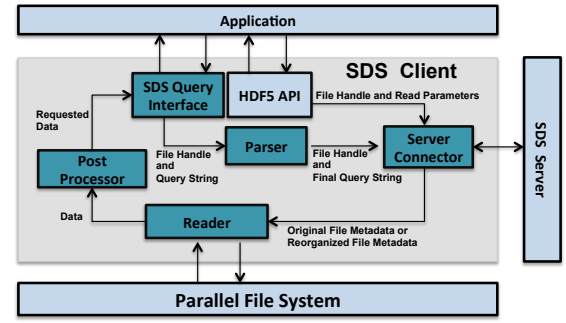 Application
SDS Client
SDS Query
Interface
HDF5 API
File Handle and Read Parameters
Requested
Data
Parser
Server
Connector
SDS Server
Post
Processor
File Handle
and
Query String
File Handle
and
Final Query String
Data
Reader
Original File Metadata or
Reorganized File Metadata
Parallel File System